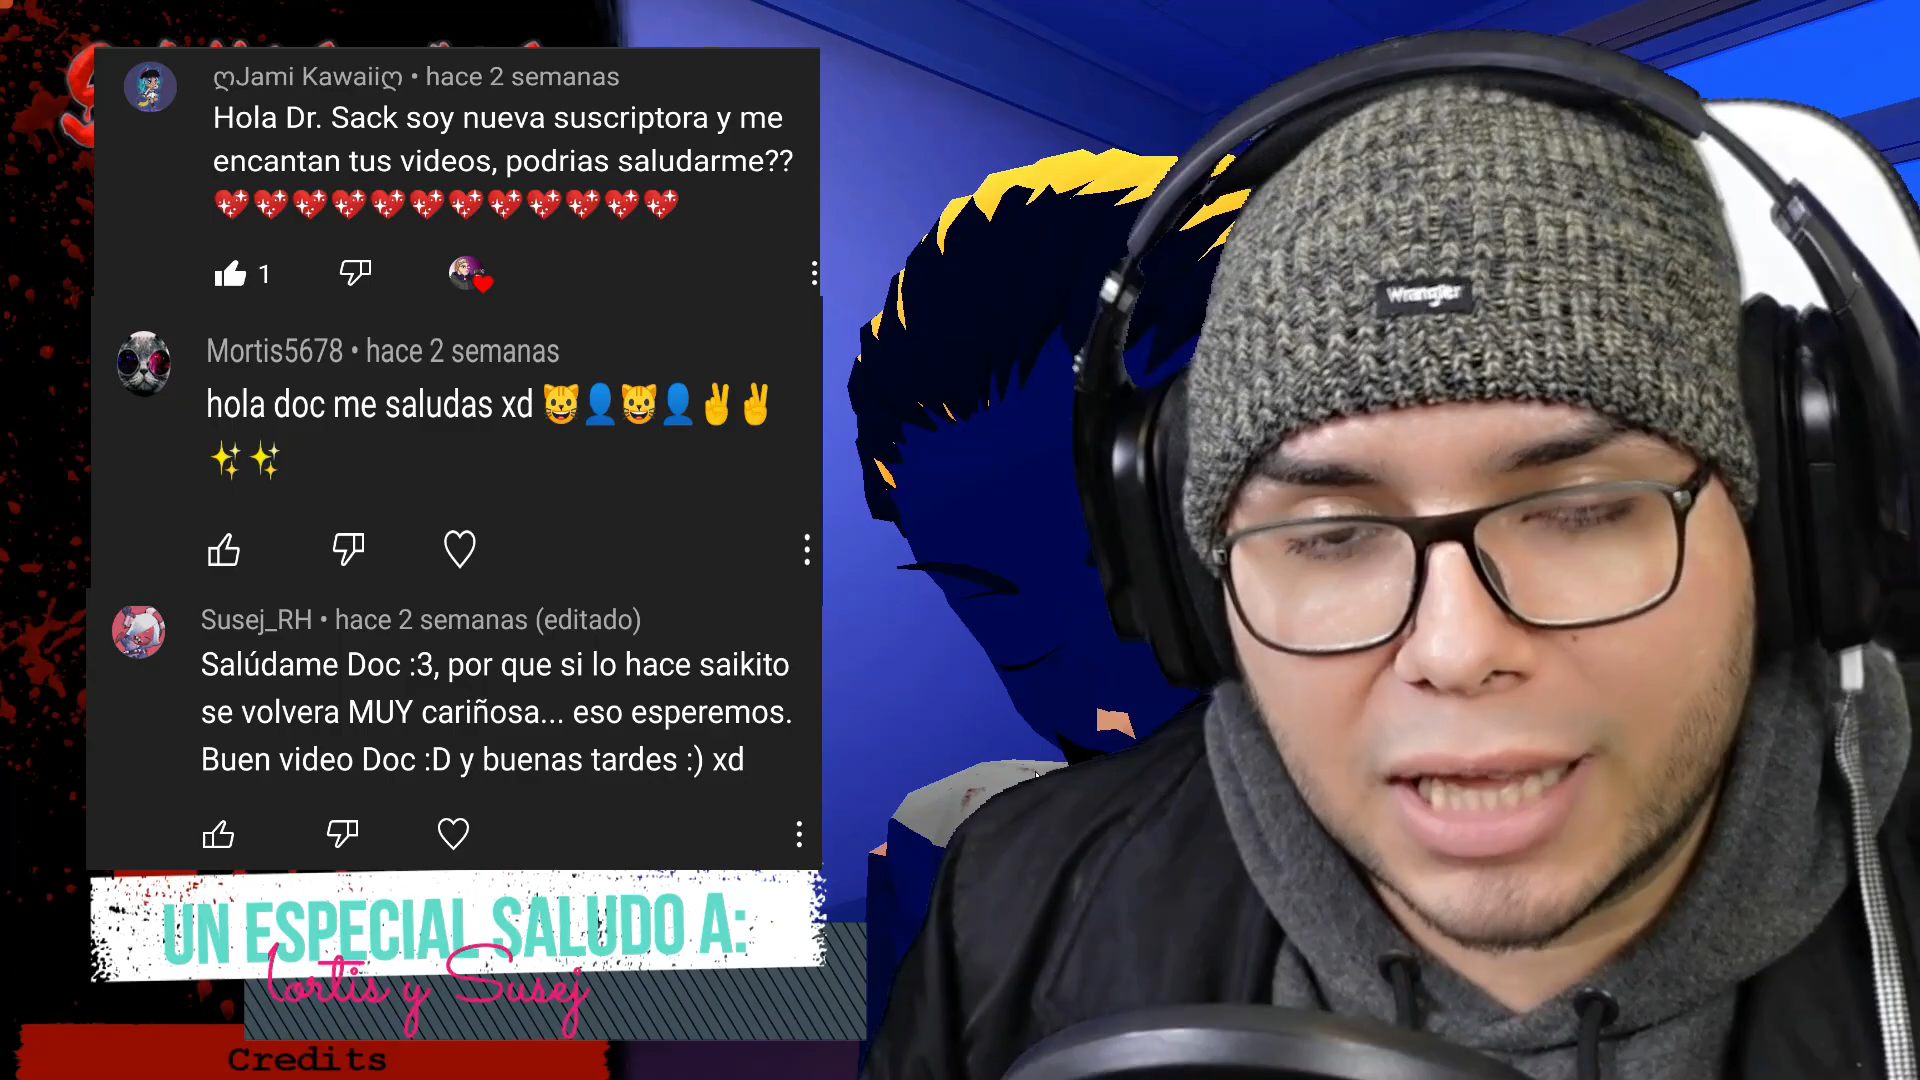 ღJami Kawaiiღ • hace 2 semanas
Hola Dr. Sack soy nueva suscriptora y me
encantan tus videos, podrias saludarme??
💖💖💖💖💖💖💖💖💖💖💖💖
1
Mortis5678 • hace 2 semanas
hola doc me saludas xd 😺👤😺👤✌✌
✨✨
Susej_RH • hace 2 semanas (editado)
Salúdame Doc :3, por que si lo hace saikito
se volvera MUY cariñosa... eso esperemos.
Buen video Doc :D y buenas tardes :) xd
UN ESPECIAL SALUDO A:
y Susej
Credits
Wrangler